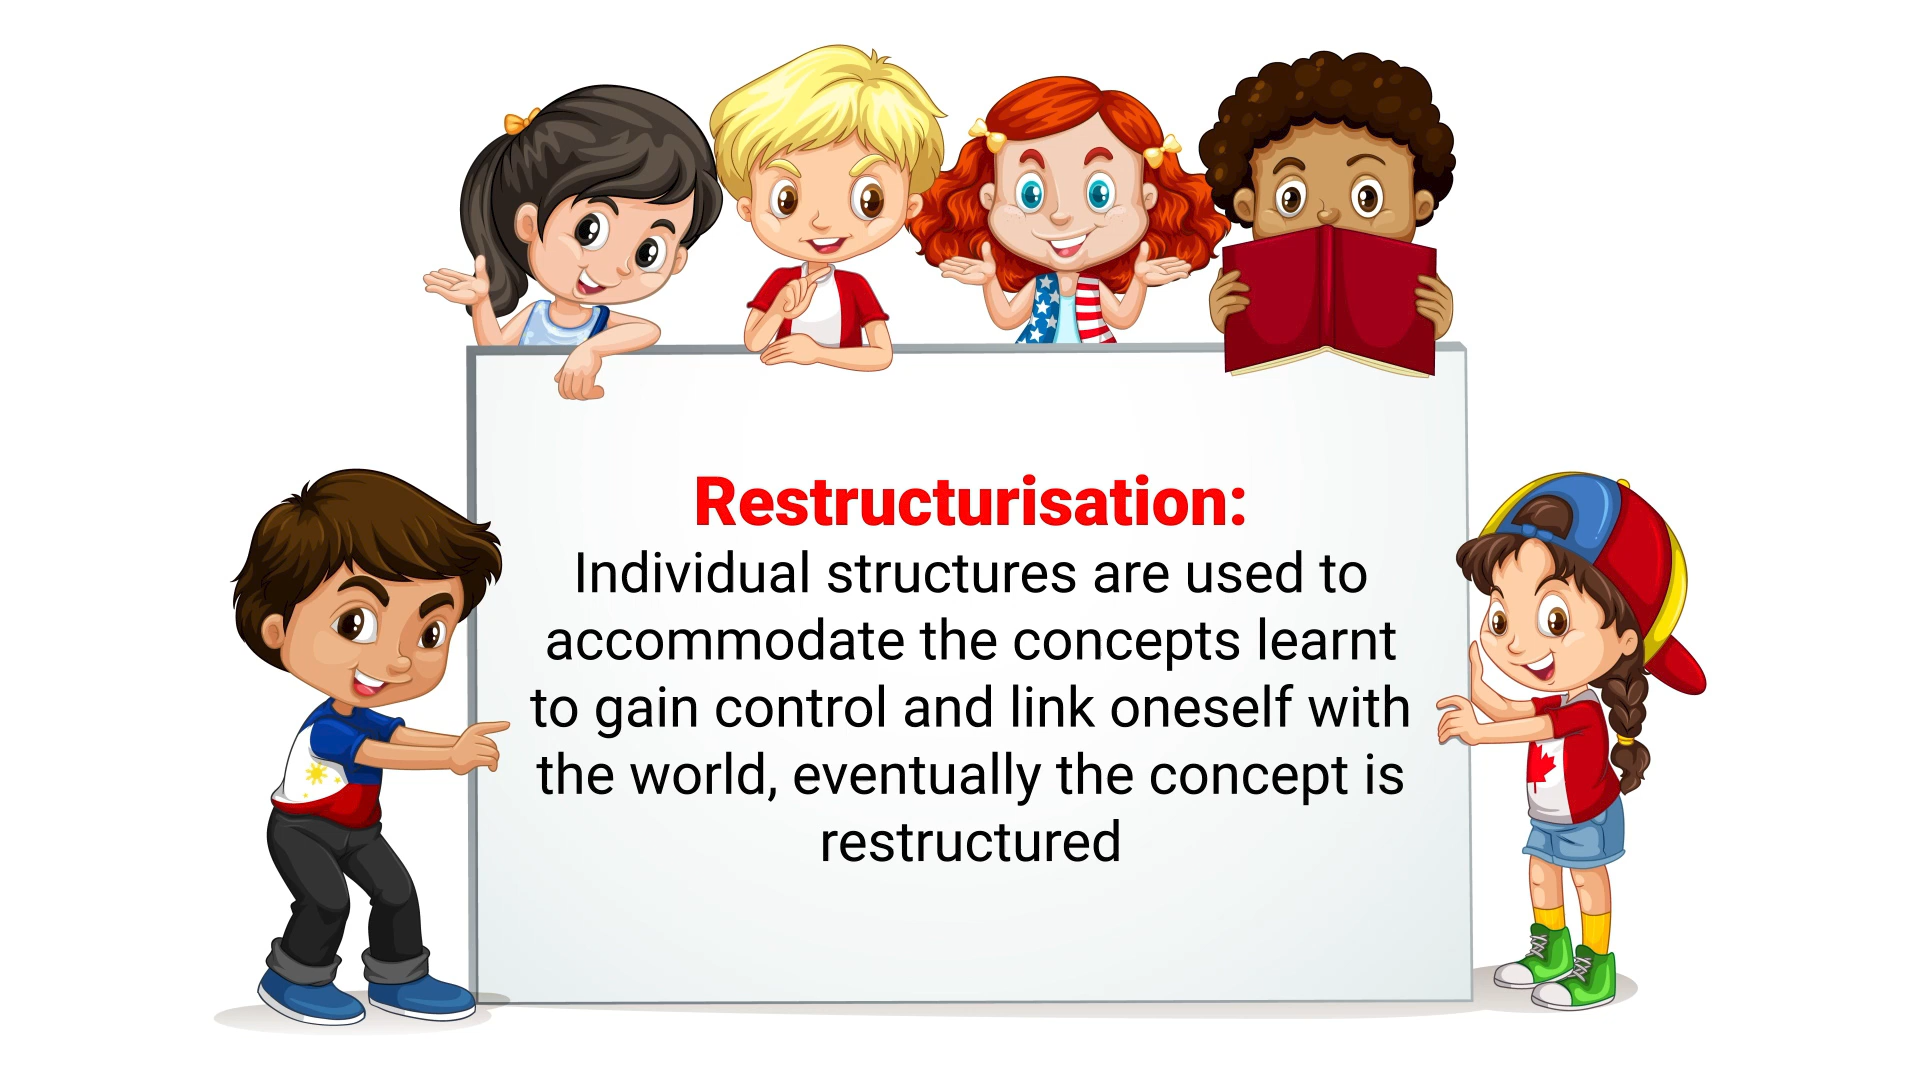 Restructurisation:
Individual structures are used to
accommodate the concepts learnt
to gain control and link oneself with
the world, eventually the concept is
restructured